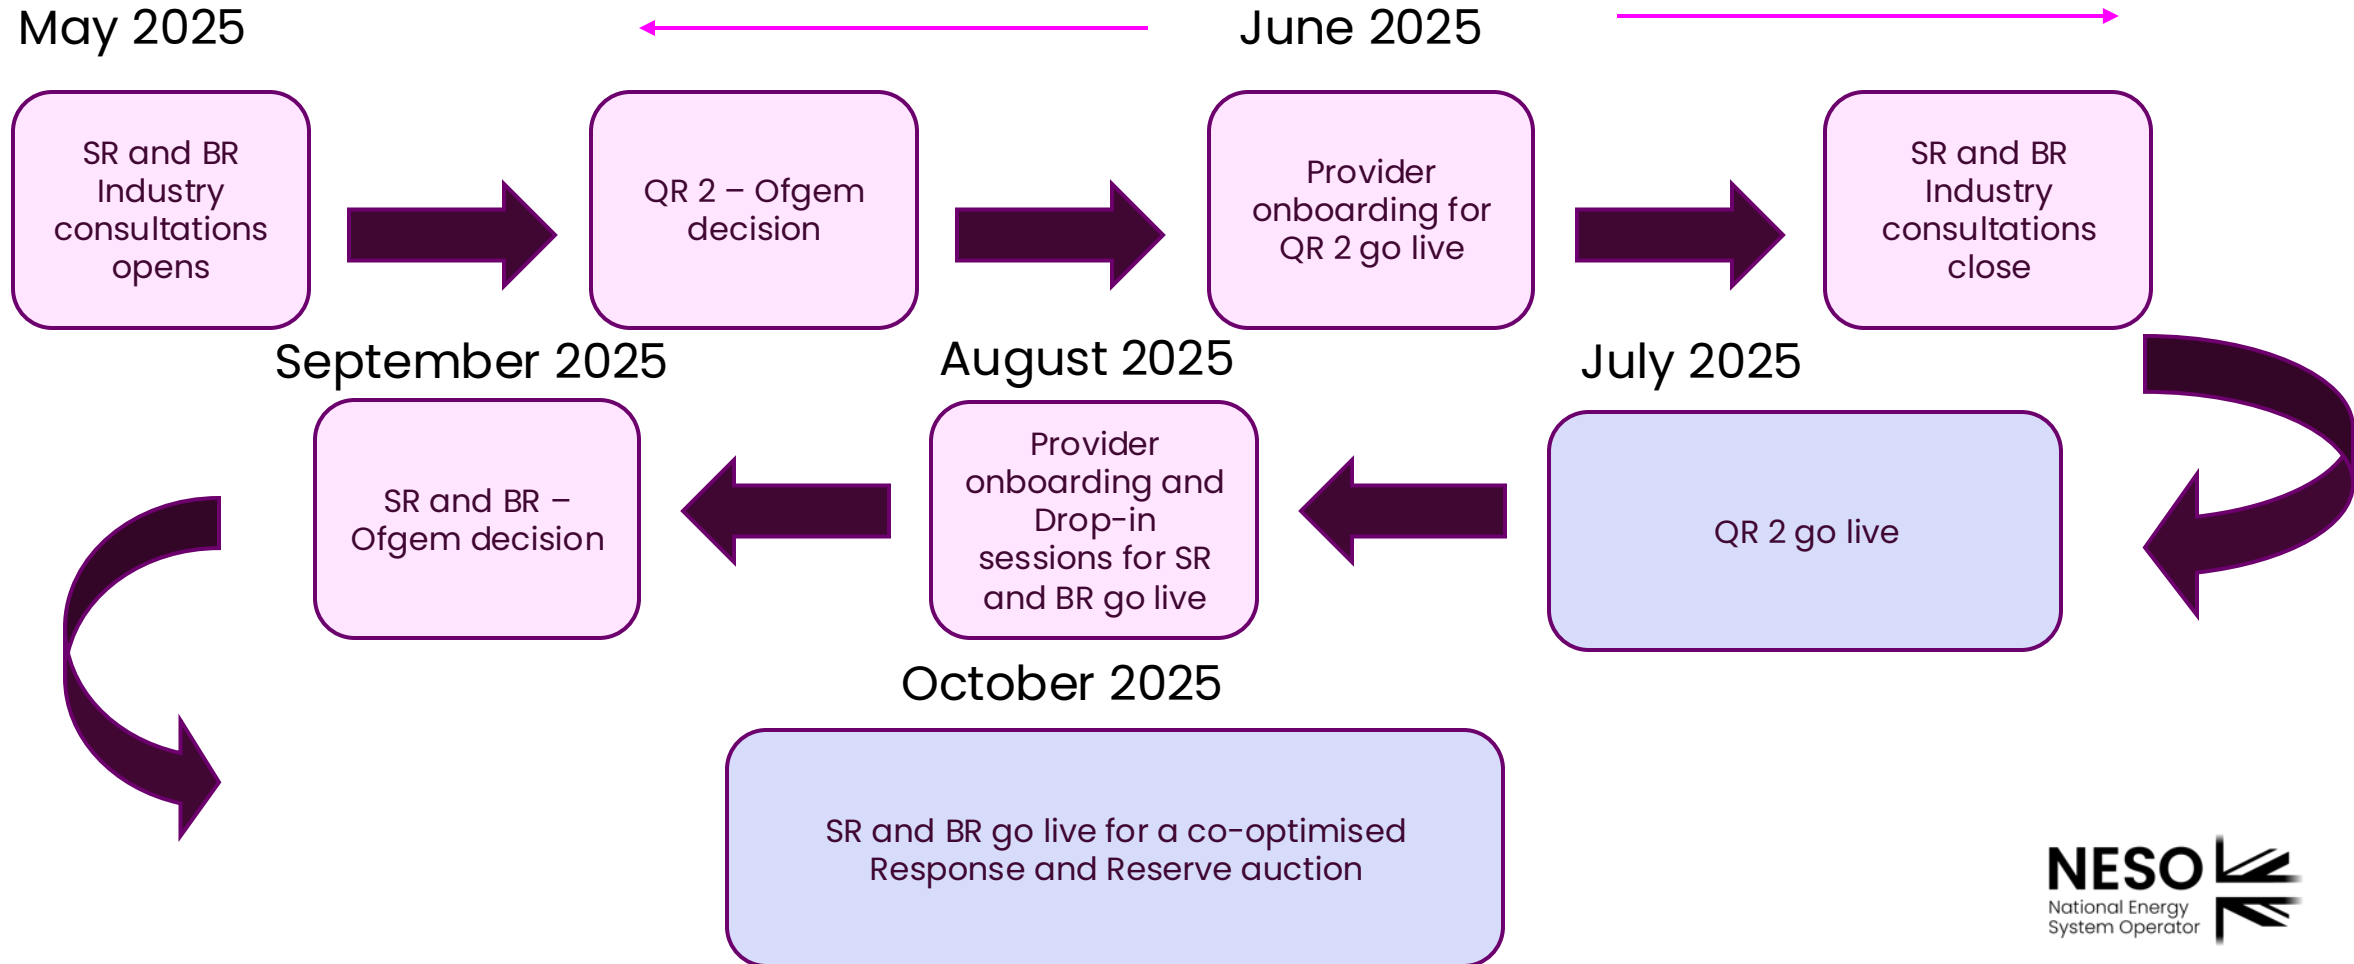 May 2025
June 2025
SR and BR
Industry
consultations
opens
QR 2 – Ofgem
decision
Provider
onboarding for
QR 2 go live
SR and BR
Industry
consultations
close
July 2025
QR 2 go live
August 2025
Provider
onboarding and
Drop-in
sessions for SR
and BR go live
September 2025
SR and BR –
Ofgem decision
October 2025
SR and BR go live for a co-optimised
Response and Reserve auction
NESO
National Energy
System Operator